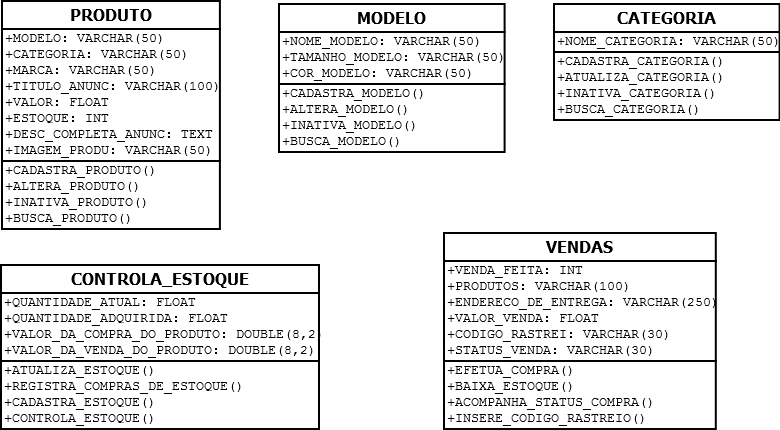 PRODUTO
+MODELO: VARCHAR(50)
+CATEGORIA: VARCHAR(50)
+MARCA: VARCHAR(50)
+TITULO_ANUNC: VARCHAR(100)
+VALOR: FLOAT
+ESTOQUE: INT
+DESC_COMPLETA_ANUNC: TEXT
+IMAGEM_PRODU: VARCHAR(50)
+CADASTRA_PRODUTO()
+ALTERA_PRODUTO()
+INATIVA_PRODUTO()
+BUSCA_PRODUTO()
MODELO
+NOME_MODELO: VARCHAR(50)
+TAMANHO_MODELO: VARCHAR(50)
+COR_MODELO: VARCHAR(50)
+CADASTRA_MODELO()
+ALTERA_MODELO()
+INATIVA_MODELO()
+BUSCA_MODELO()
CATEGORIA
+NOME_CATEGORIA: VARCHAR(50)
+CADASTRA_CATEGORIA()
+ATUALIZA_CATEGORIA()
+INATIVA_CATEGORIA()
+BUSCA_CATEGORIA()
CONTROLA_ESTOQUE
+QUANTIDADE_ATUAL: FLOAT
+QUANTIDADE_ADQUIRIDA: FLOAT
+VALOR_DA_COMPRA_DO_PRODUTO: DOUBLE(8,2)
+VALOR_DA_VENDA_DO_PRODUTO: DOUBLE(8,2)
+ATUALIZA_ESTOQUE()
+REGISTRA_COMPRAS_DE_ESTOQUE()
+CADASTRA_ESTOQUE()
+CONTROLA_ESTOQUE()
VENDAS
+VENDA_FEITA: INT
+PRODUTOS: VARCHAR(100)
+ENDERECO_DE_ENTREGA: VARCHAR(250)
+VALOR_VENDA: FLOAT
+CODIGO_RASTREI: VARCHAR(30)
+STATUS_VENDA: VARCHAR(30)
+EFETUA_COMPRA()
+BAIXA_ESTOQUE()
+ACOMPANHA_STATUS_COMPRA()
+INSERE_CODIGO_RASTREIO()